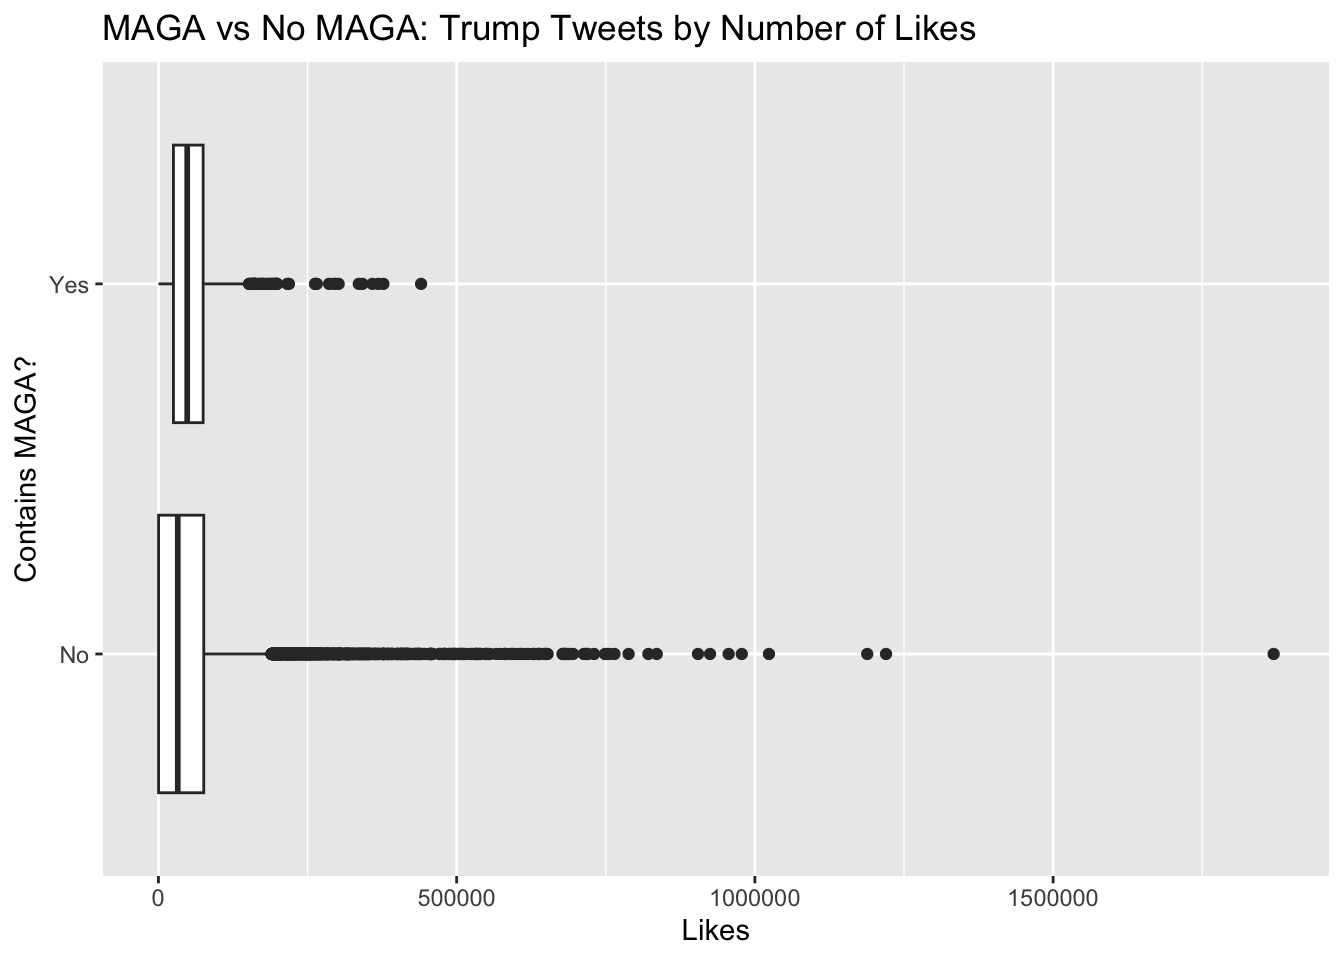 MAGA vs No MAGA: Trump Tweets by Number of Likes
Contains MAGA?
Yes
No
0
500000
1000000
1500000
Likes